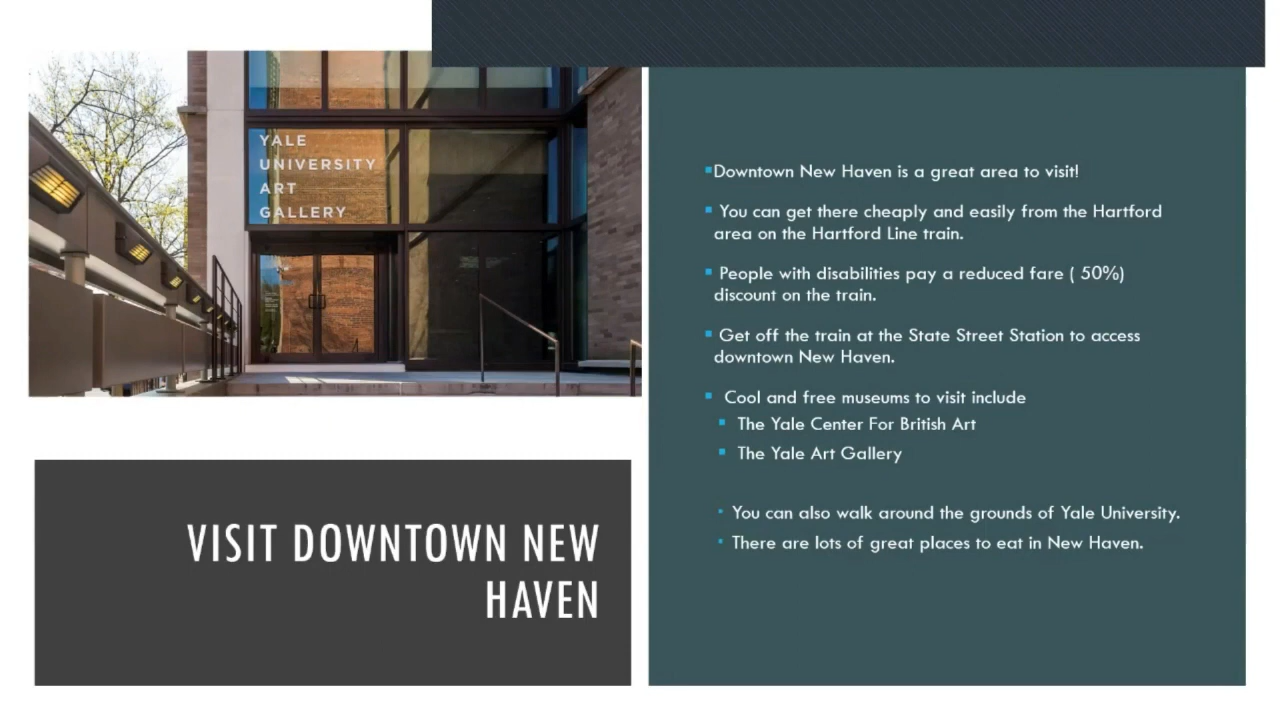 YALE
UNIVERSITY
ART
GALLERY
VISIT DOWNTOWN NEW
HAVEN
Downtown New Haven is a great area to visit!
You can get there cheaply and easily from the Hartford
area on the Hartford Line train.
People with disabilities pay a reduced fare ( 50%)
discount on the train.
Get off the train at the State Street Station to access
downtown New Haven.
Cool and free museums to visit include
The Yale Center For British Art
The Yale Art Gallery
You can also walk around the grounds of Yale University.
There are lots of great places to eat in New Haven.